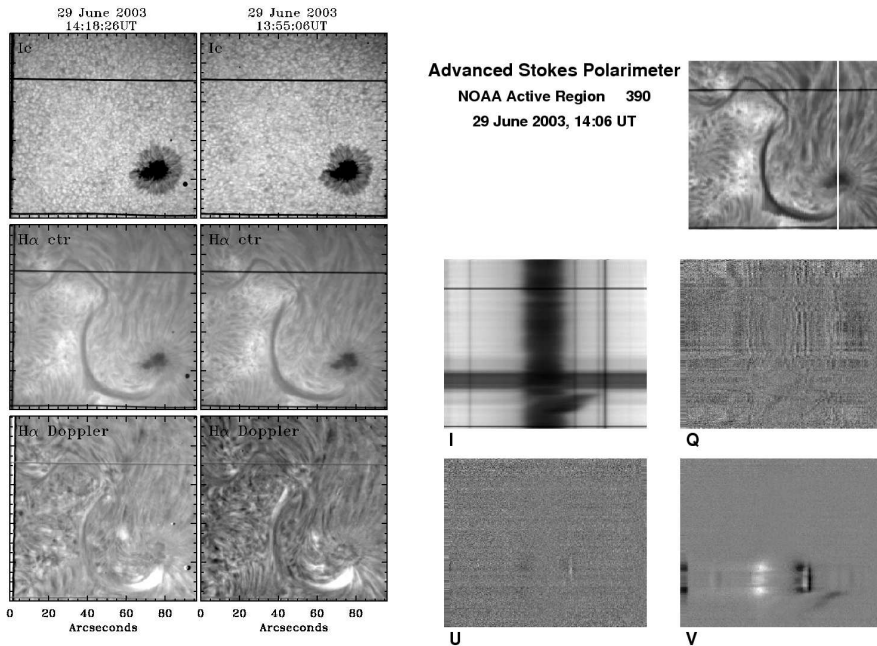 29 June 2003
14:18:26UT
29 June 2003
13:55:06UT
Ic
Ic
Hα ctr
Hα ctr
Hα Doppler
Hα Doppler
0 20 40 60 80
0 20 40 60 80
Arcseconds
Arcseconds
Advanced Stokes Polarimeter
NOAA Active Region 390
29 June 2003, 14:06 UT
I
Q
U
V